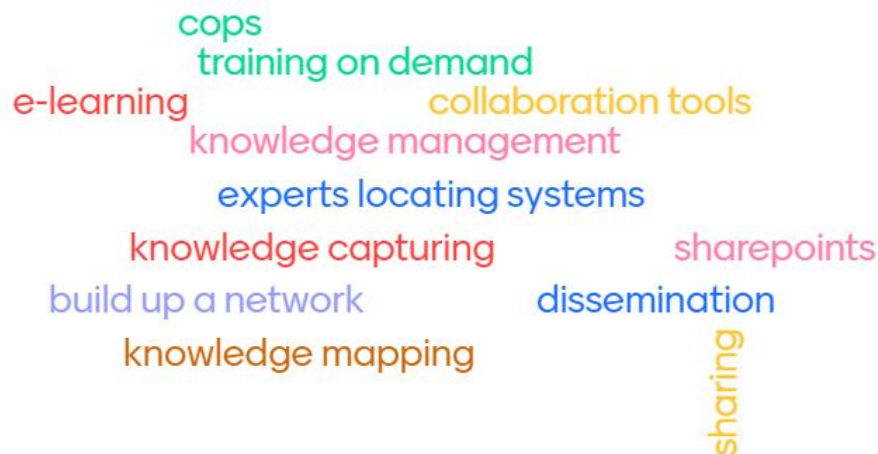 cops
training on demand
e-learning
collaboration tools
knowledge management
experts locating systems
knowledge capturing
sharepoints
build up a network
dissemination
knowledge mapping
sharing